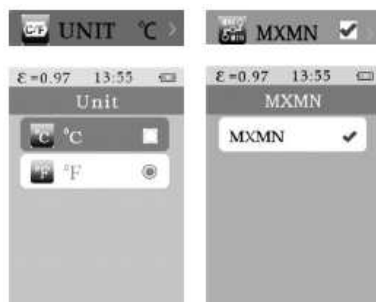 C/F UNIT °C >
MXMN
ε=0.97 13:55
Unit
°C °C
°F °F
ε=0.97 13:55
MXMN
MXMN